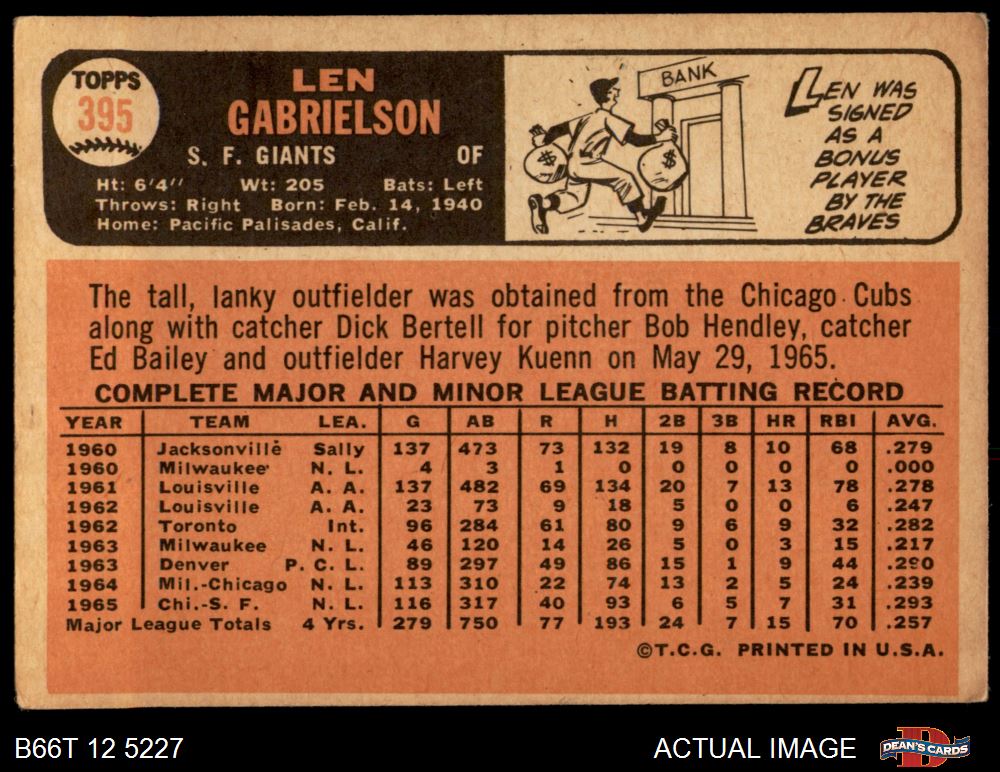 TOPPS
395
LEN
GABRIELSON
S. F. GIANTS OF
Ht: 6'4" Wt: 205 Bats: Left
Throws: Right Born: Feb. 14, 1940
Home: Pacific Palisades, Calif.
BANK
$ $
LEN WAS
SIGNED
AS A
BONUS
PLAYER
BY THE
BRAVES
The tall, lanky outfielder was obtained from the Chicago Cubs
along with catcher Dick Bertell for pitcher Bob Hendley, catcher
Ed Bailey and outfielder Harvey Kuenn on May 29, 1965.
COMPLETE MAJOR AND MINOR LEAGUE BATTING RECORD
YEAR TEAM LEA. G AB R H 2B 3B HR RBI AVG.
1960 Jacksonville Sally 137 473 73 132 19 8 10 68 .279
1960 Milwaukee N. L. 4 3 1 0 0 0 0 0 .000
1961 Louisville A. A. 137 482 69 134 20 7 13 78 .278
1962 Louisville A. A. 23 73 9 18 5 0 0 6 .247
1962 Toronto Int. 96 284 61 80 9 6 9 32 .282
1963 Milwaukee N. L. 46 120 14 26 5 0 3 15 .217
1963 Denver P. C. L. 89 297 49 86 15 1 9 44 .290
1964 Mil.-Chicago N. L. 113 310 22 74 13 2 5 24 .239
1965 Chi.-S. F. N. L. 116 317 40 93 6 5 7 31 .293
Major League Totals 4 Yrs. 279 750 77 193 24 7 15 70 .257
©T.C.G. PRINTED IN U.S.A.
B66T 12 5227 ACTUAL IMAGE D DEAN'S CARDS